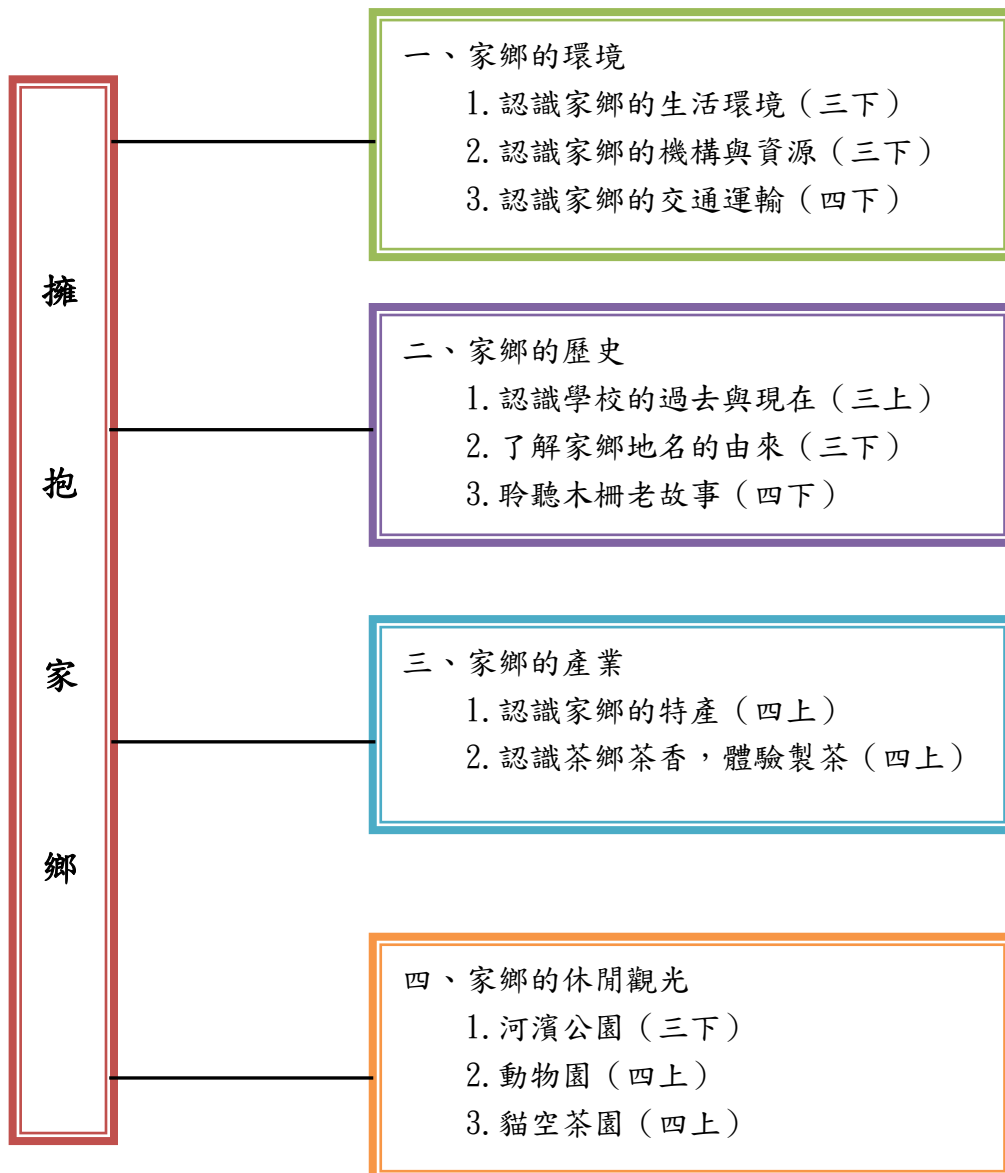 擁抱家鄉
一、家鄉的環境
1.認識家鄉的生活環境（三下）
2.認識家鄉的機構與資源（三下）
3.認識家鄉的交通運輸（四下）
二、家鄉的歷史
1.認識學校的過去與現在（三上）
2.了解家鄉地名的由來（三下）
3.聆聽木柵老故事（四下）
三、家鄉的產業
1.認識家鄉的特產（四上）
2.認識茶鄉茶香，體驗製茶（四上）
四、家鄉的休閒觀光
1.河濱公園（三下）
2.動物園（四上）
3.貓空茶園（四上）